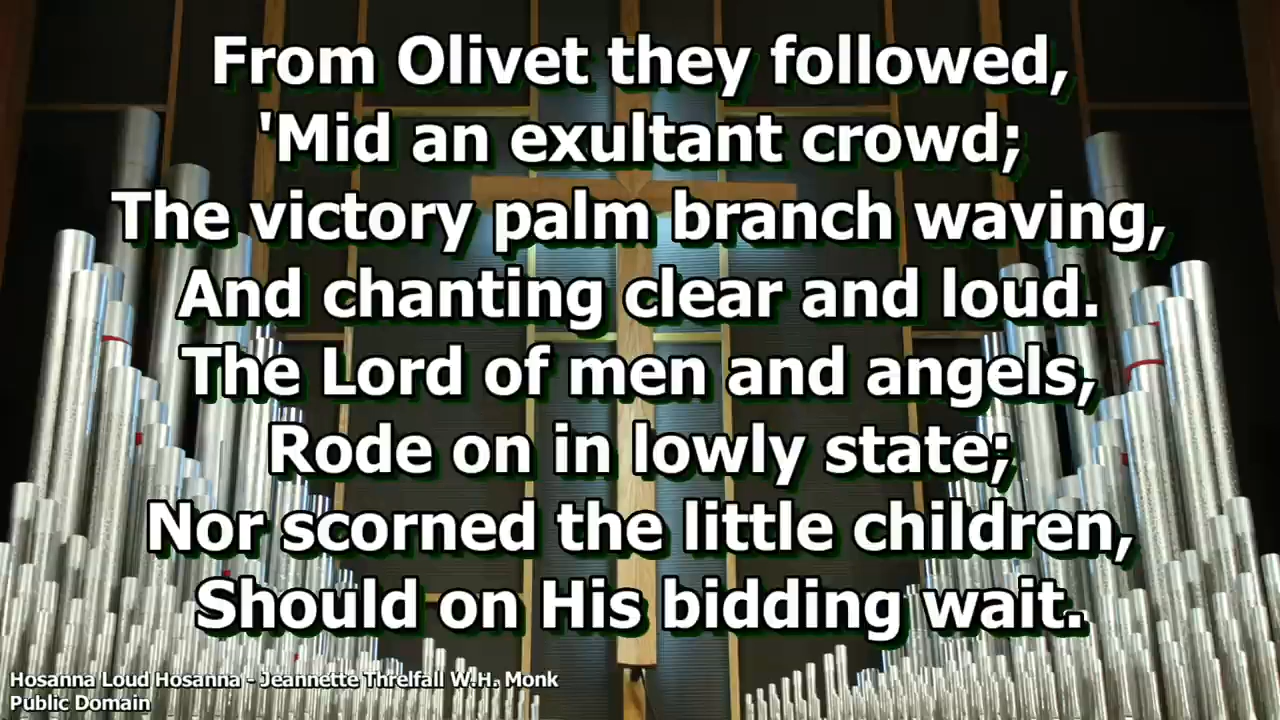 From Olivet they followed,
'Mid an exultant crowd;
The victory palm branch waving,
And chanting clear and loud.
The Lord of men and angels,
Rode on in lowly state;
Nor scorned the little children,
Should on His bidding wait.
Hosanna Loud Hosanna - Jeannette Threlfall W.H. Monk
Public Domain